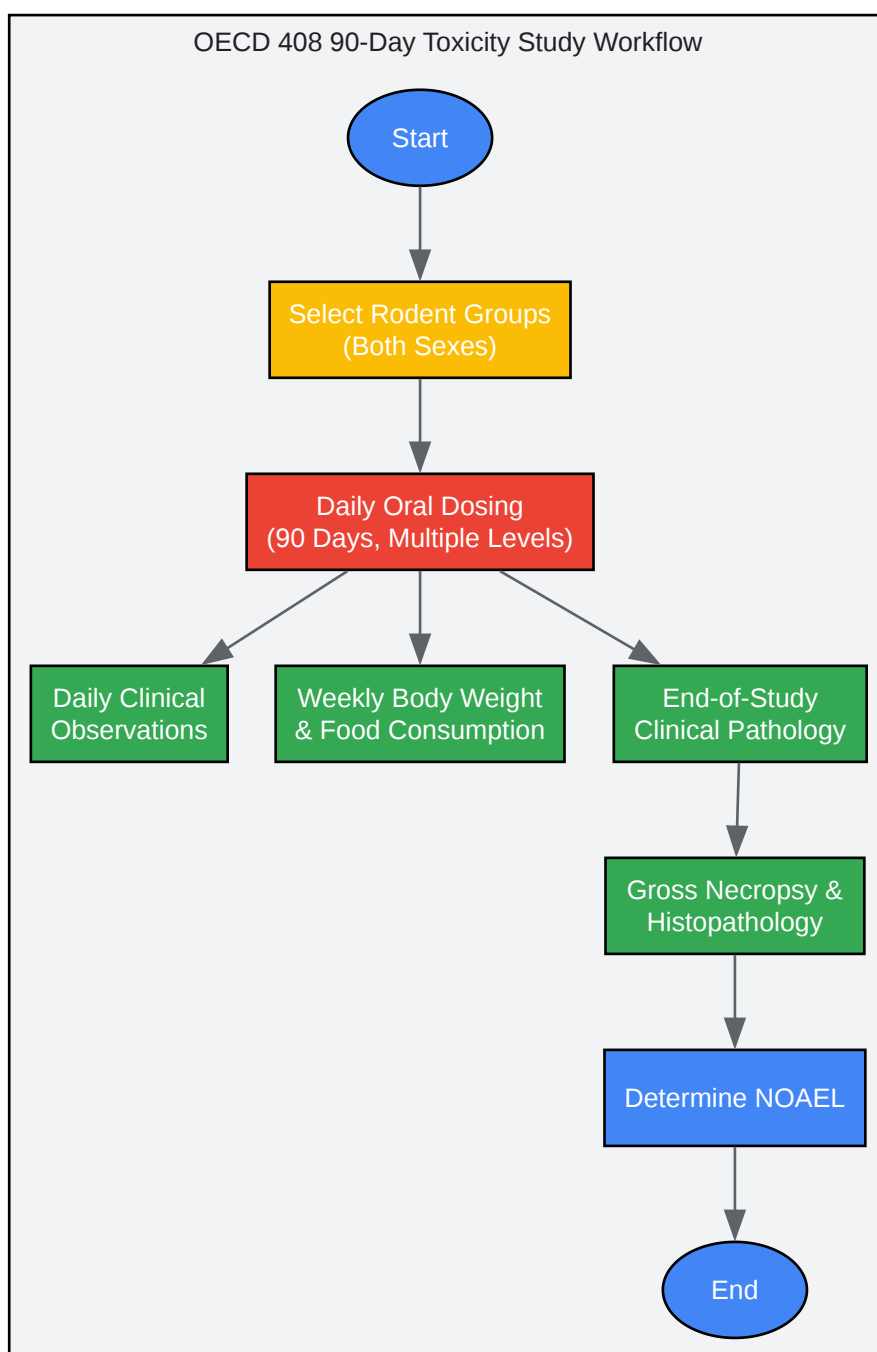 OECD 408 90-Day Toxicity Study Workflow
Start
Select Rodent Groups
(Both Sexes)
Daily Oral Dosing
(90 Days, Multiple Levels)
Daily Clinical
Observations
Weekly Body Weight
& Food Consumption
End-of-Study
Clinical Pathology
Gross Necropsy &
Histopathology
Determine NOAEL
End